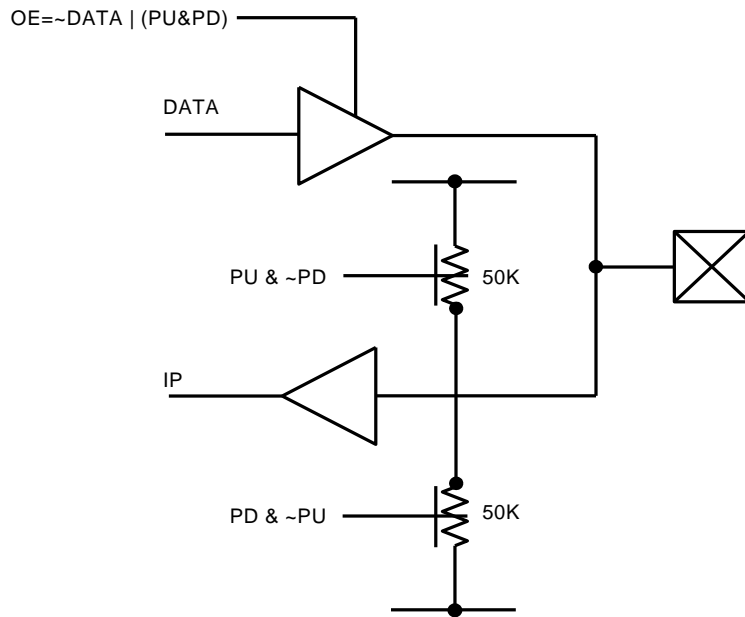 OE=~DATA | (PU&PD)
DATA
PU & ~PD
50K
IP
PD & ~PU
50K